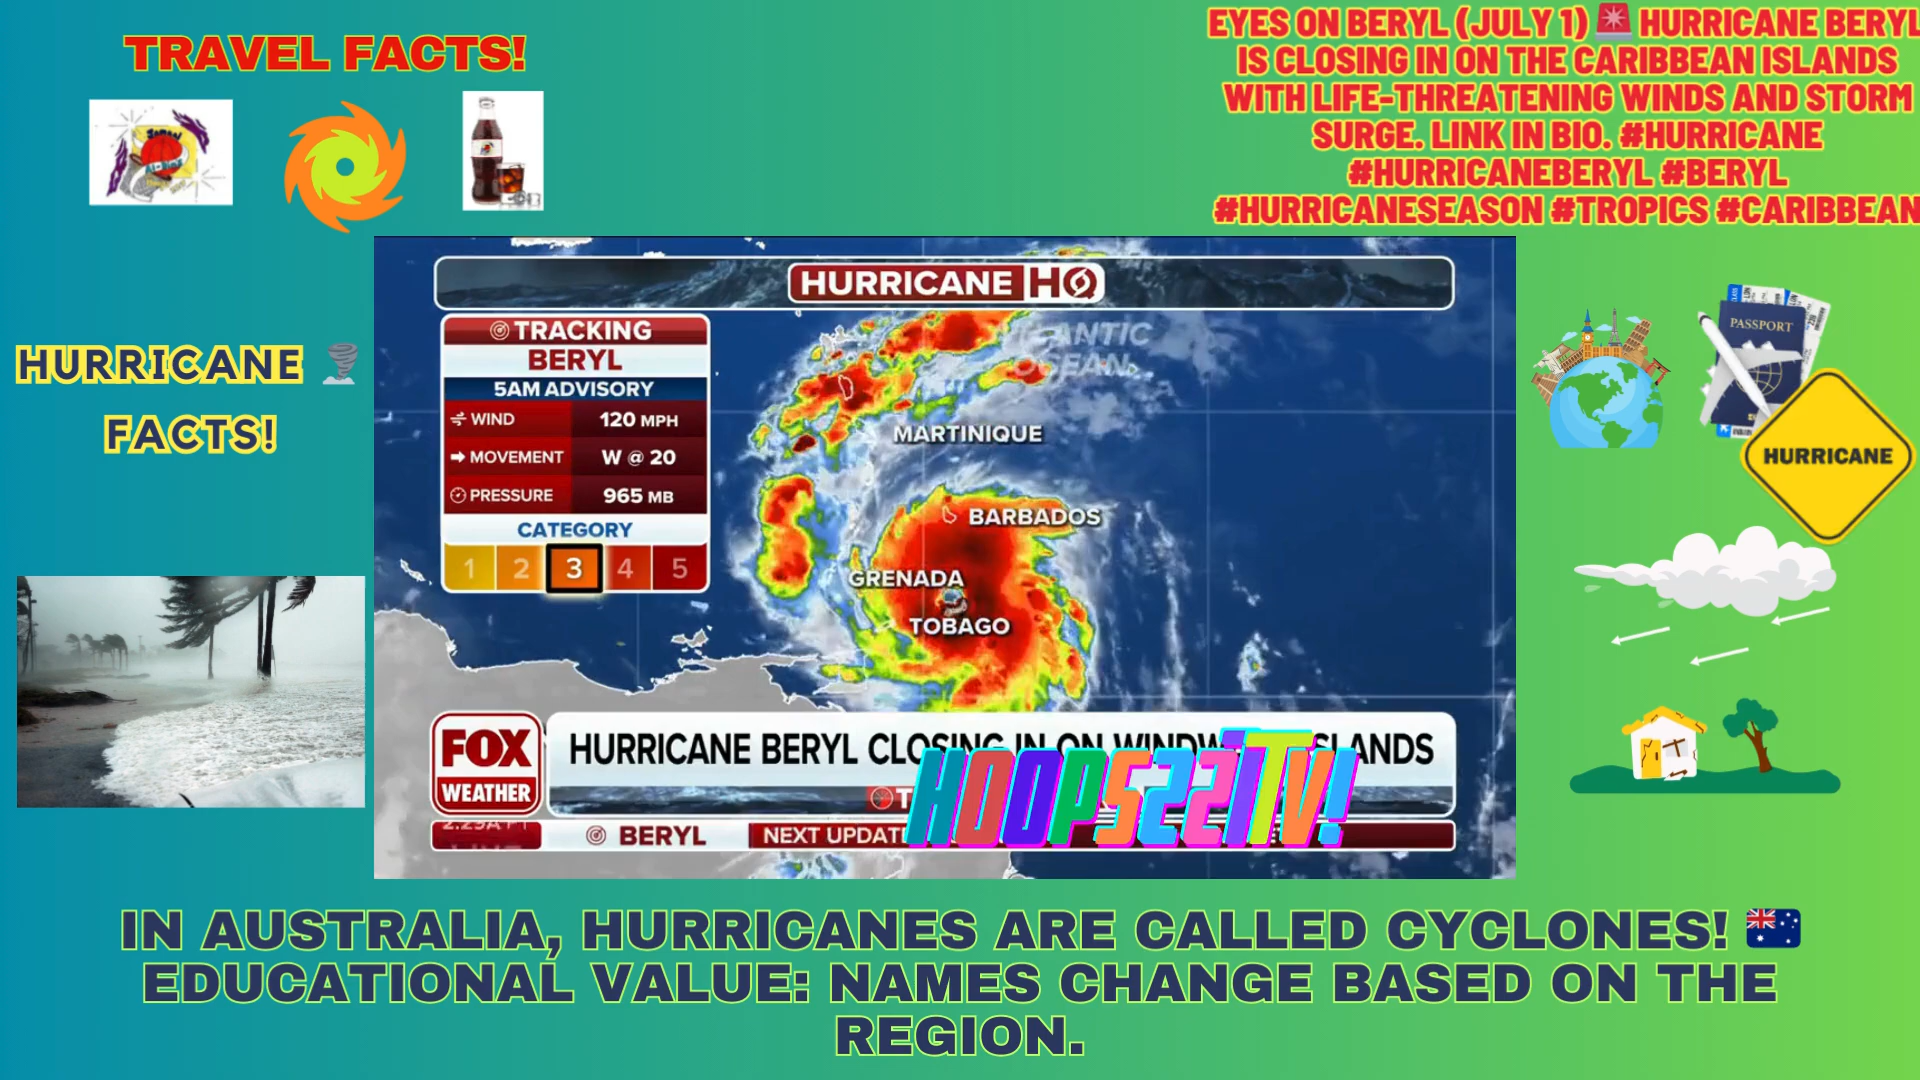 TRAVEL FACTS!
EYES ON BERYL (JULY 1) 🚨 HURRICANE BERYL
IS CLOSING IN ON THE CARIBBEAN ISLANDS
WITH LIFE-THREATENING WINDS AND STORM
SURGE. LINK IN BIO. #HURRICANE
#HURRICANEBERYL #BERYL
#HURRICANESEASON #TROPICS #CARIBBEAN
HURRICANE 🌪️
FACTS!
HURRICANE HQ
TRACKING
BERYL
5AM ADVISORY
WIND 120 MPH
MOVEMENT W @ 20
PRESSURE 965 MB
CATEGORY
1 2 3 4 5
ATLANTIC
OCEAN
MARTINIQUE
BARBADOS
GRENADA
TOBAGO
PASSPORT
HURRICANE
FOX
WEATHER
HURRICANE BERYL CLOSING IN ON ISLANDS
HOOPS22ITV!
BERYL NEXT UPDATE
IN AUSTRALIA, HURRICANES ARE CALLED CYCLONES! 🇦🇺
EDUCATIONAL VALUE: NAMES CHANGE BASED ON THE
REGION.